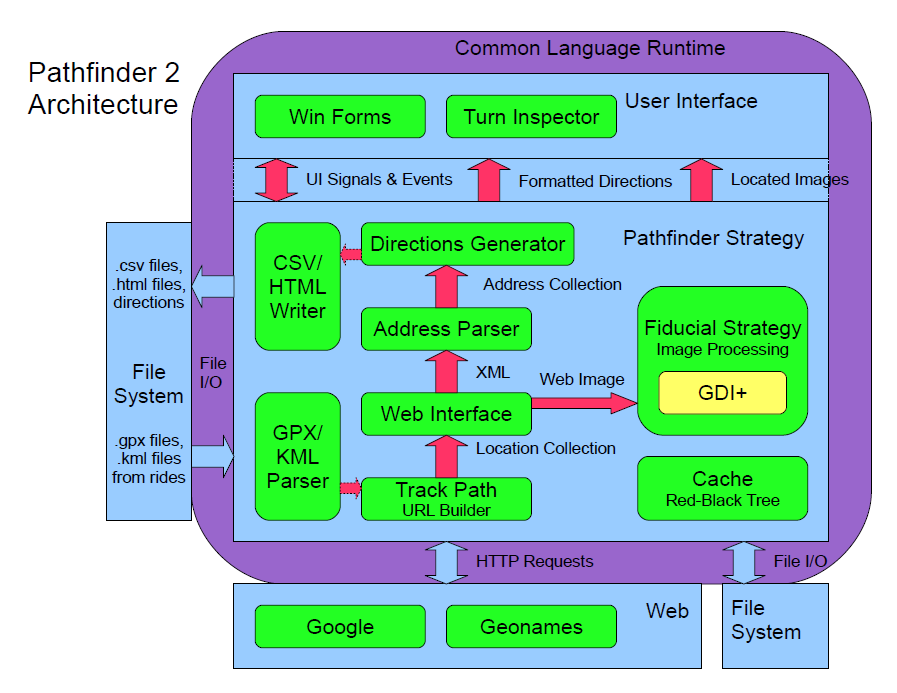 Common Language Runtime
Pathfinder 2
Architecture
User Interface
Win Forms
Turn Inspector
UI Signals & Events
Formatted Directions
Located Images
Pathfinder Strategy
CSV/
HTML
Writer
Directions Generator
.csv files,
.html files,
directions
Address Collection
Address Parser
Fiducial Strategy
Image Processing
GDI+
File
System
File
I/O
XML
Web Image
Web Interface
GPX/
KML
Parser
.gpx files,
.kml files
from rides
Location Collection
Track Path
URL Builder
Cache
Red-Black Tree
HTTP Requests
File I/O
Web
Google
Geonames
File
System